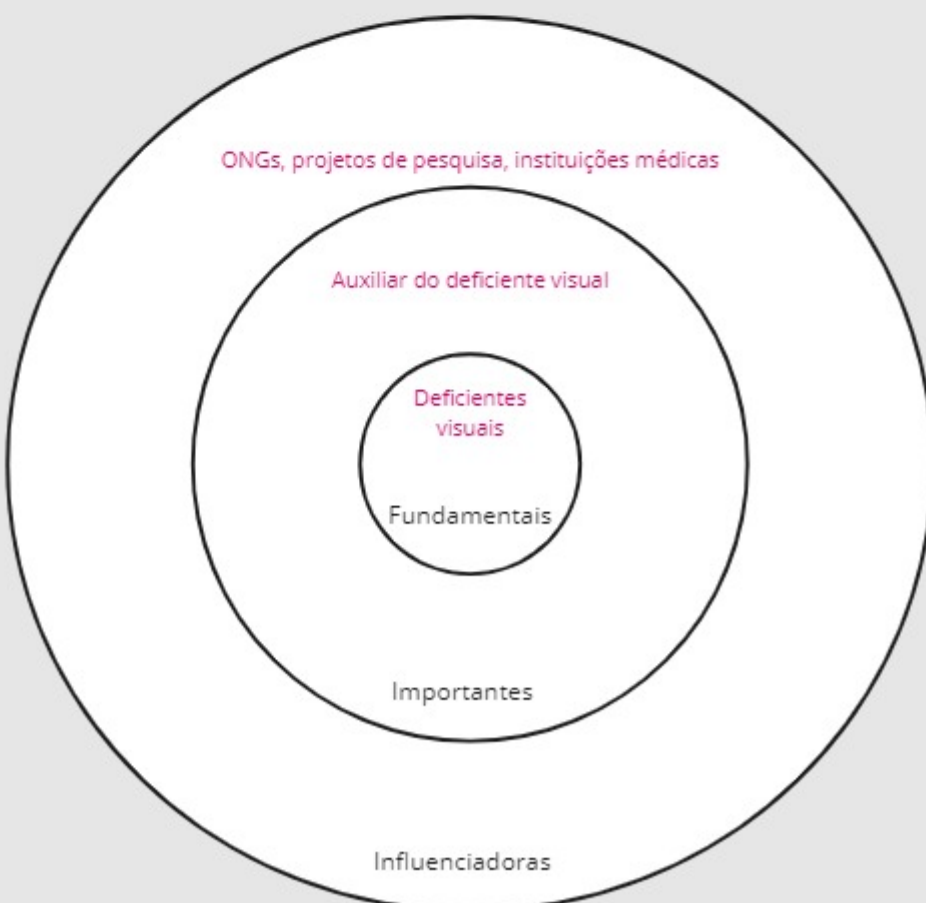 ONGs, projetos de pesquisa, instituições médicas
Auxiliar do deficiente visual
Deficientes
visuais
Fundamentais
Importantes
Influenciadoras